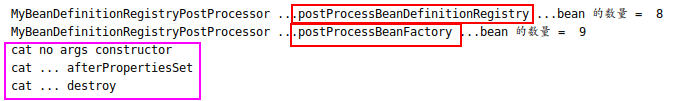 MyBeanDefinitionRegistryPostProcessor ...postProcessBeanDefinitionRegistry ...bean 的数量 = 8
MyBeanDefinitionRegistryPostProcessor ...postProcessBeanFactory ...bean 的数量 = 9
cat no args constructor
cat ... afterPropertiesSet
cat ... destroy